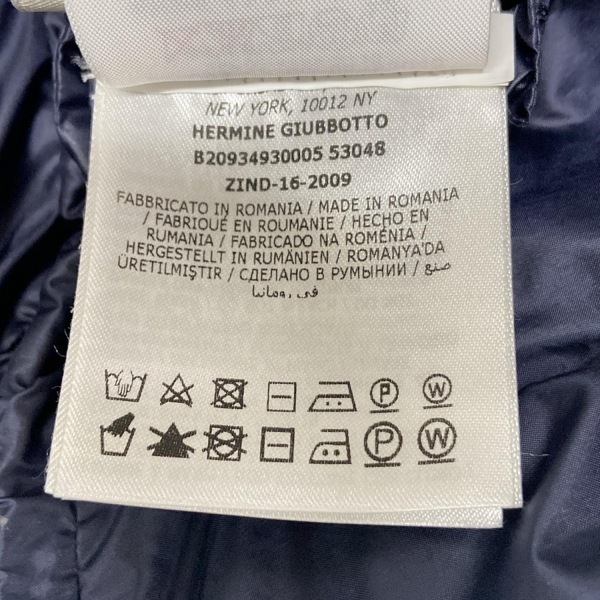 NEW YORK, 10012 NY
HERMINE GIUBBOTTO
B20934930005 53048
ZIND-16-2009
FABBRICATO IN ROMANIA / MADE IN ROMANIA
/ FABRIQUÉ EN ROUMANIE / HECHO EN
RUMANIA / FABRICADO NA ROMÉNIA /
HERGESTELLT IN RUMÄNIEN / ROMANYA'DA
ÜRETILMIŞTIR / СДЕЛАНО В РУМЫНИИ / صنع
في رومانيا
P W
P W